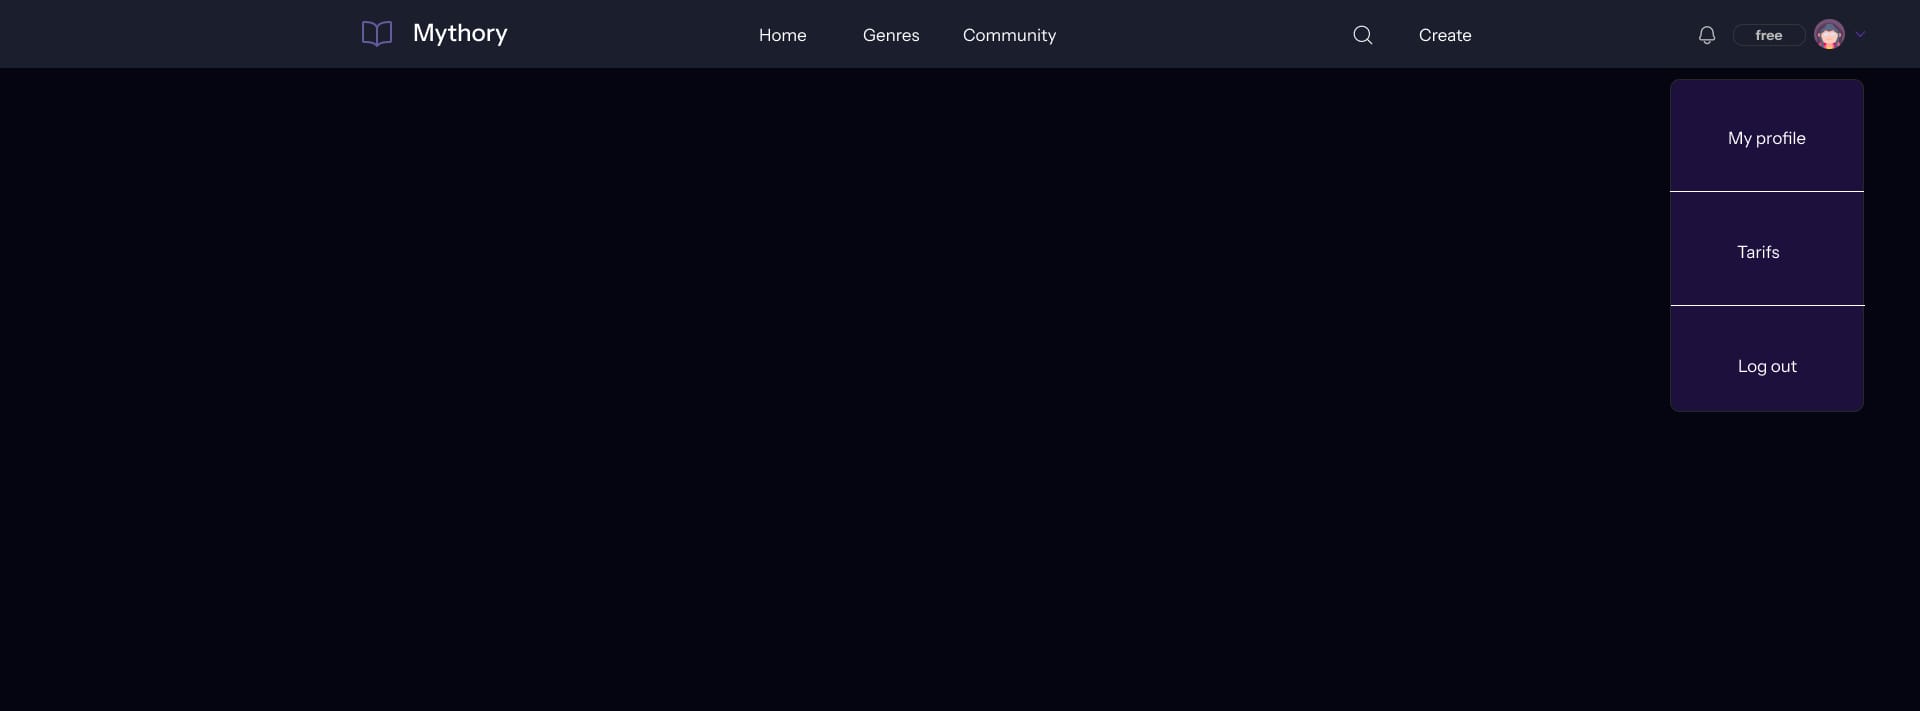 Mythory
Home
Genres
Community
Create
free
My profile
Tarifs
Log out